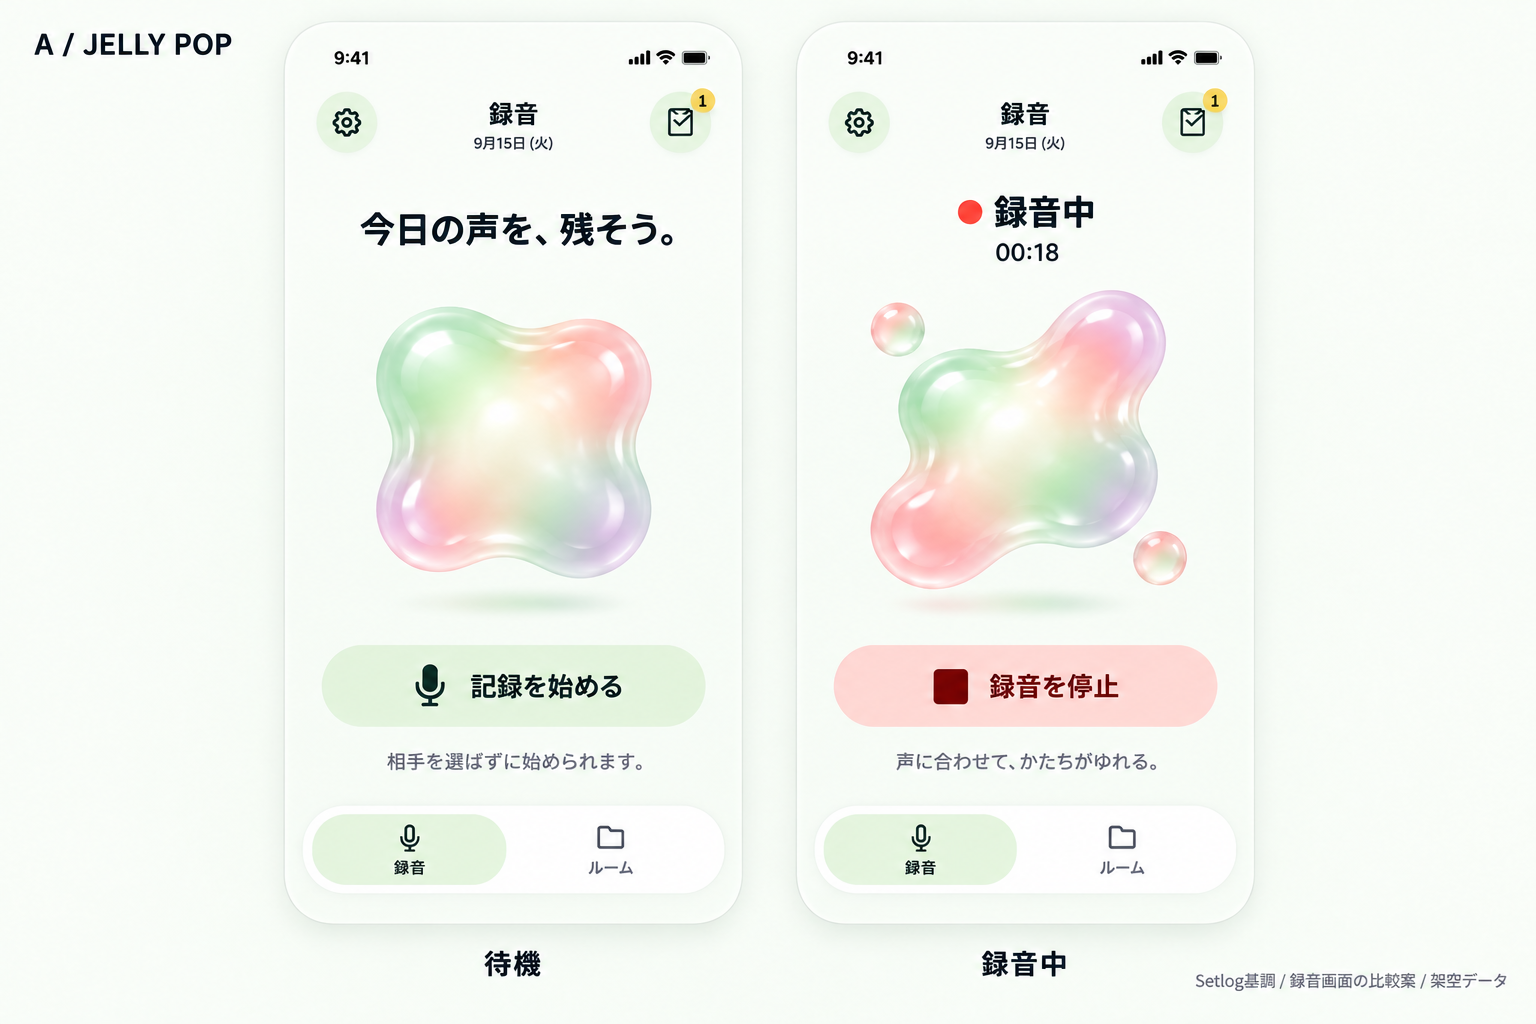 A / JELLY POP
9:41
録音
9月15日 (火)
1
今日の声を、残そう。
記録を始める
相手を選ばずに始められます。
録音
ルーム
待機
9:41
録音
9月15日 (火)
1
録音中
00:18
録音を停止
声に合わせて、かたちがゆれる。
録音
ルーム
録音中
Setlog基調 / 録音画面の比較案 / 架空データ